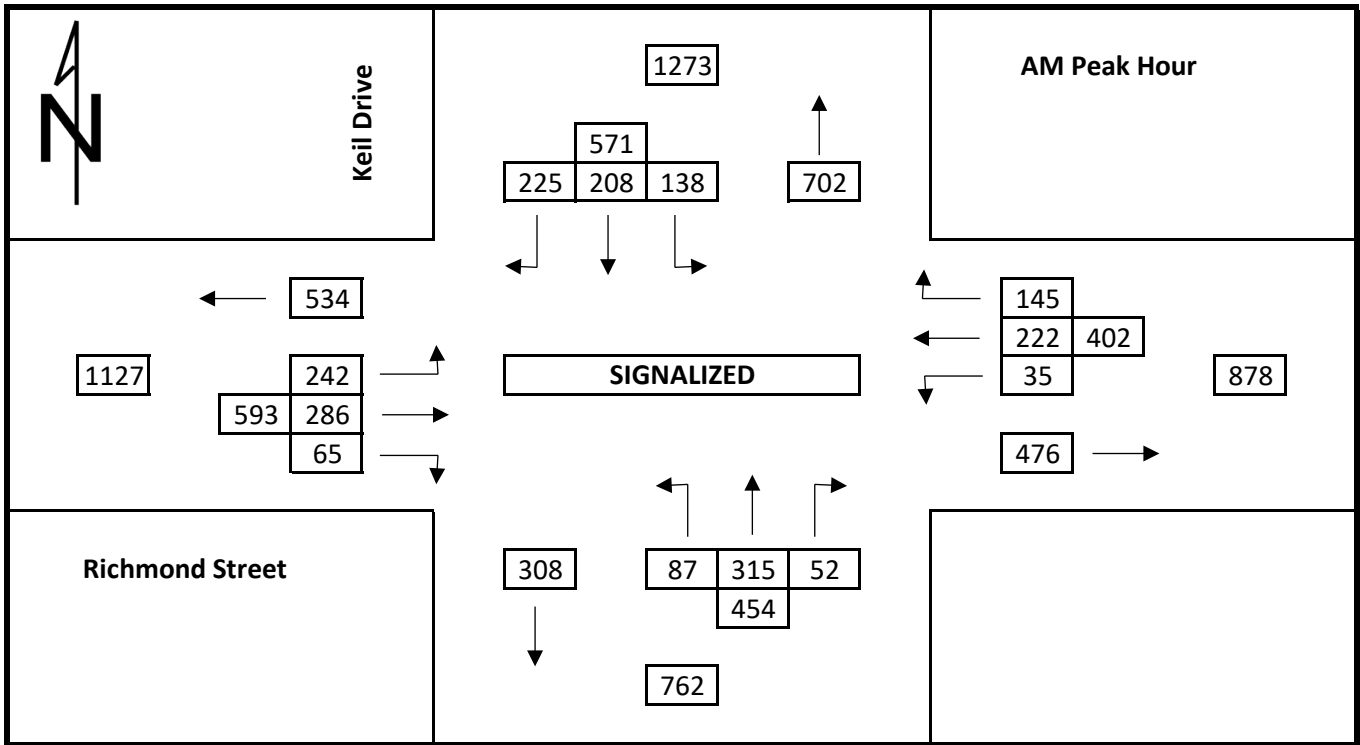 AM Peak Hour
1273
Keil Drive
N
571
225 208 138 702
534 145
222 402
1127 242 SIGNALIZED 35 878
593 286
65 476
Richmond Street 308 87 315 52
454
762